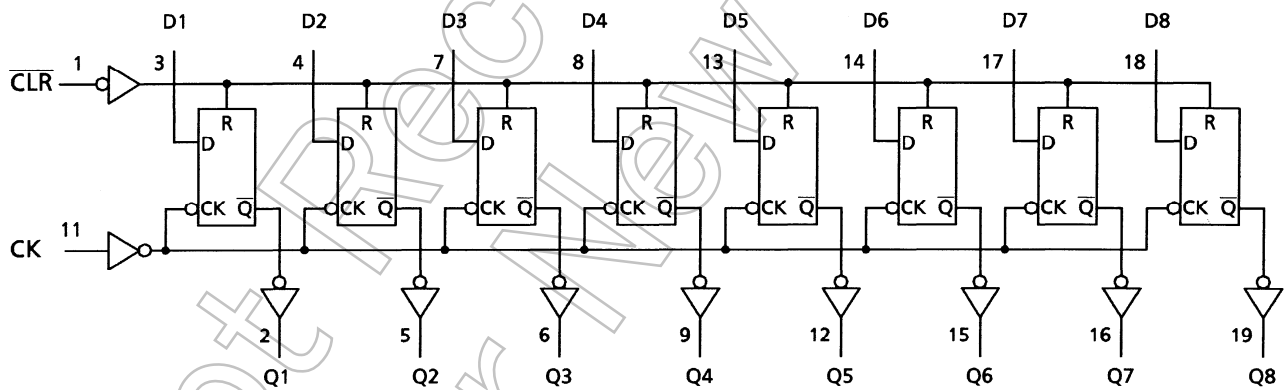 D1 D2 D3 D4 D5 D6 D7 D8
CLR 1 3 4 7 8 13 14 17 18
R R R R R R R R
D D D D D D D D
CK Q CK Q CK Q CK Q CK Q CK Q CK Q CK Q
CK 11
2 5 6 9 12 15 16 19
Q1 Q2 Q3 Q4 Q5 Q6 Q7 Q8